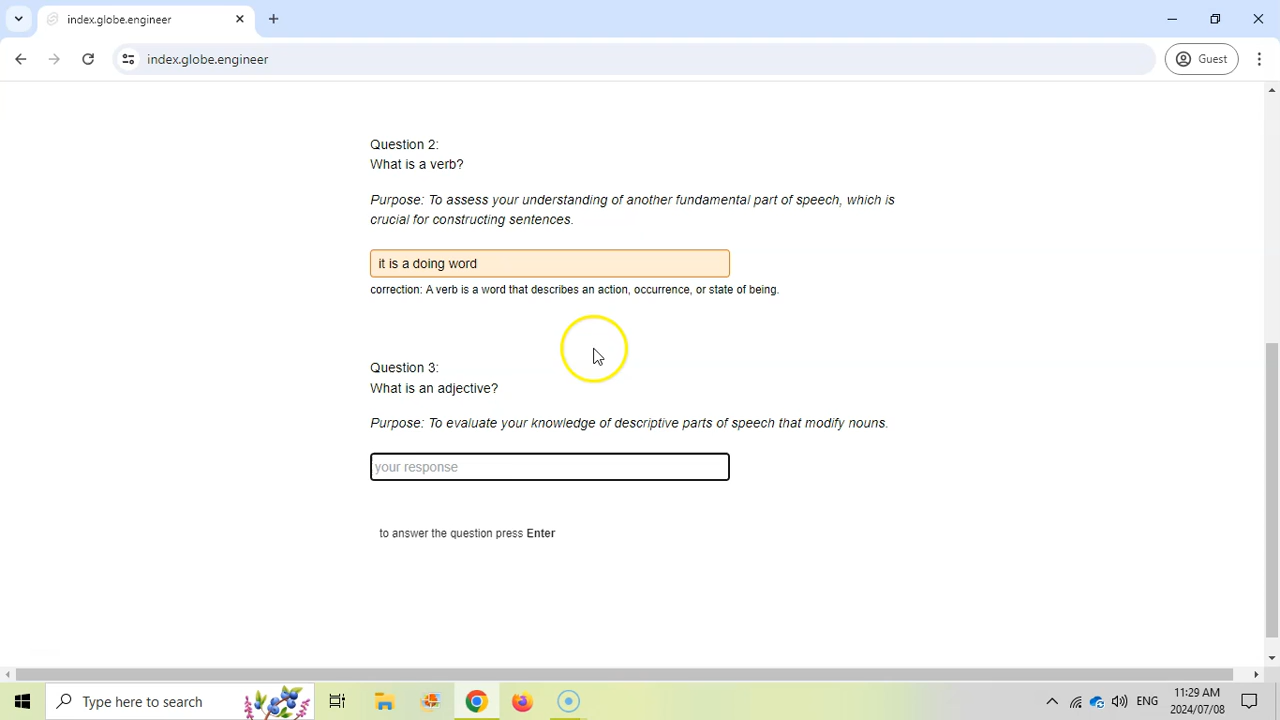 index.globe.engineer
index.globe.engineer
Guest
Question 2:
What is a verb?
Purpose: To assess your understanding of another fundamental part of speech, which is
crucial for constructing sentences.
it is a doing word
correction: A verb is a word that describes an action, occurrence, or state of being.
Question 3:
What is an adjective?
Purpose: To evaluate your knowledge of descriptive parts of speech that modify nouns.
your response
to answer the question press Enter
Type here to search
ENG
11:29 AM
2024/07/08